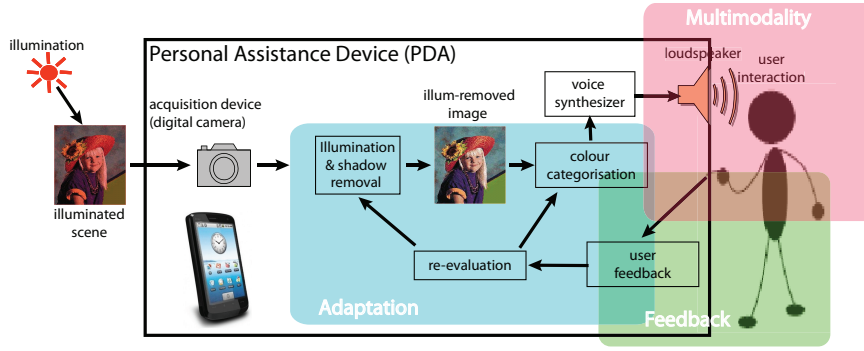 Multimodality
illumination
Personal Assistance Device (PDA)
loudspeaker
user
interaction
acquisition device
(digital camera)
illum-removed
image
voice
synthesizer
Illumination
& shadow
removal
colour
categorisation
illuminated
scene
re-evaluation
user
feedback
Adaptation
Feedback